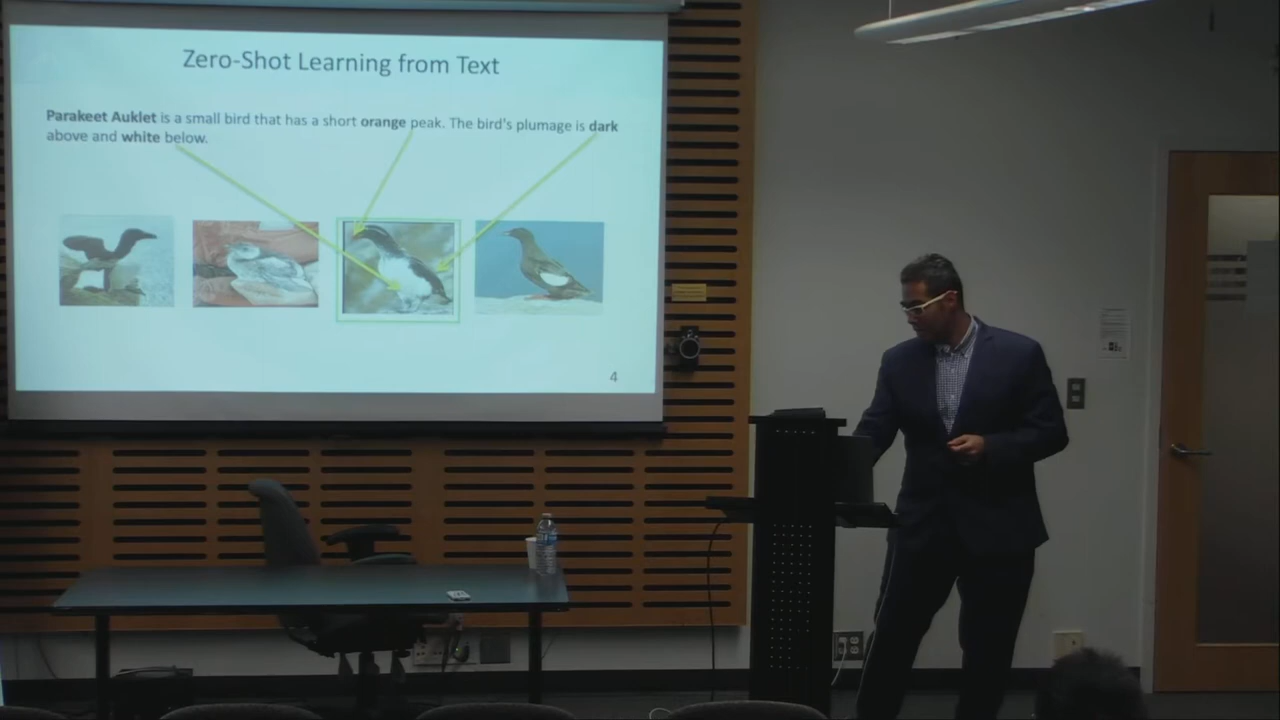 Zero-Shot Learning from Text
Parakeet Auklet is a small bird that has a short orange peak. The bird's plumage is dark
above and white below.
4